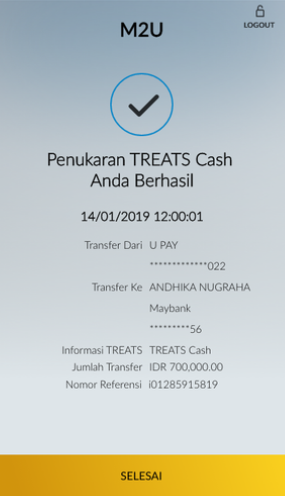 M2U
LOGOUT
Penukaran TREATS Cash
Anda Berhasil
14/01/2019 12:00:01
Transfer Dari U PAY
*************022
Transfer Ke ANDHIKA NUGRAHA
Maybank
*********56
Informasi TREATS TREATS Cash
Jumlah Transfer IDR 700,000.00
Nomor Referensi i01285915819
SELESAI